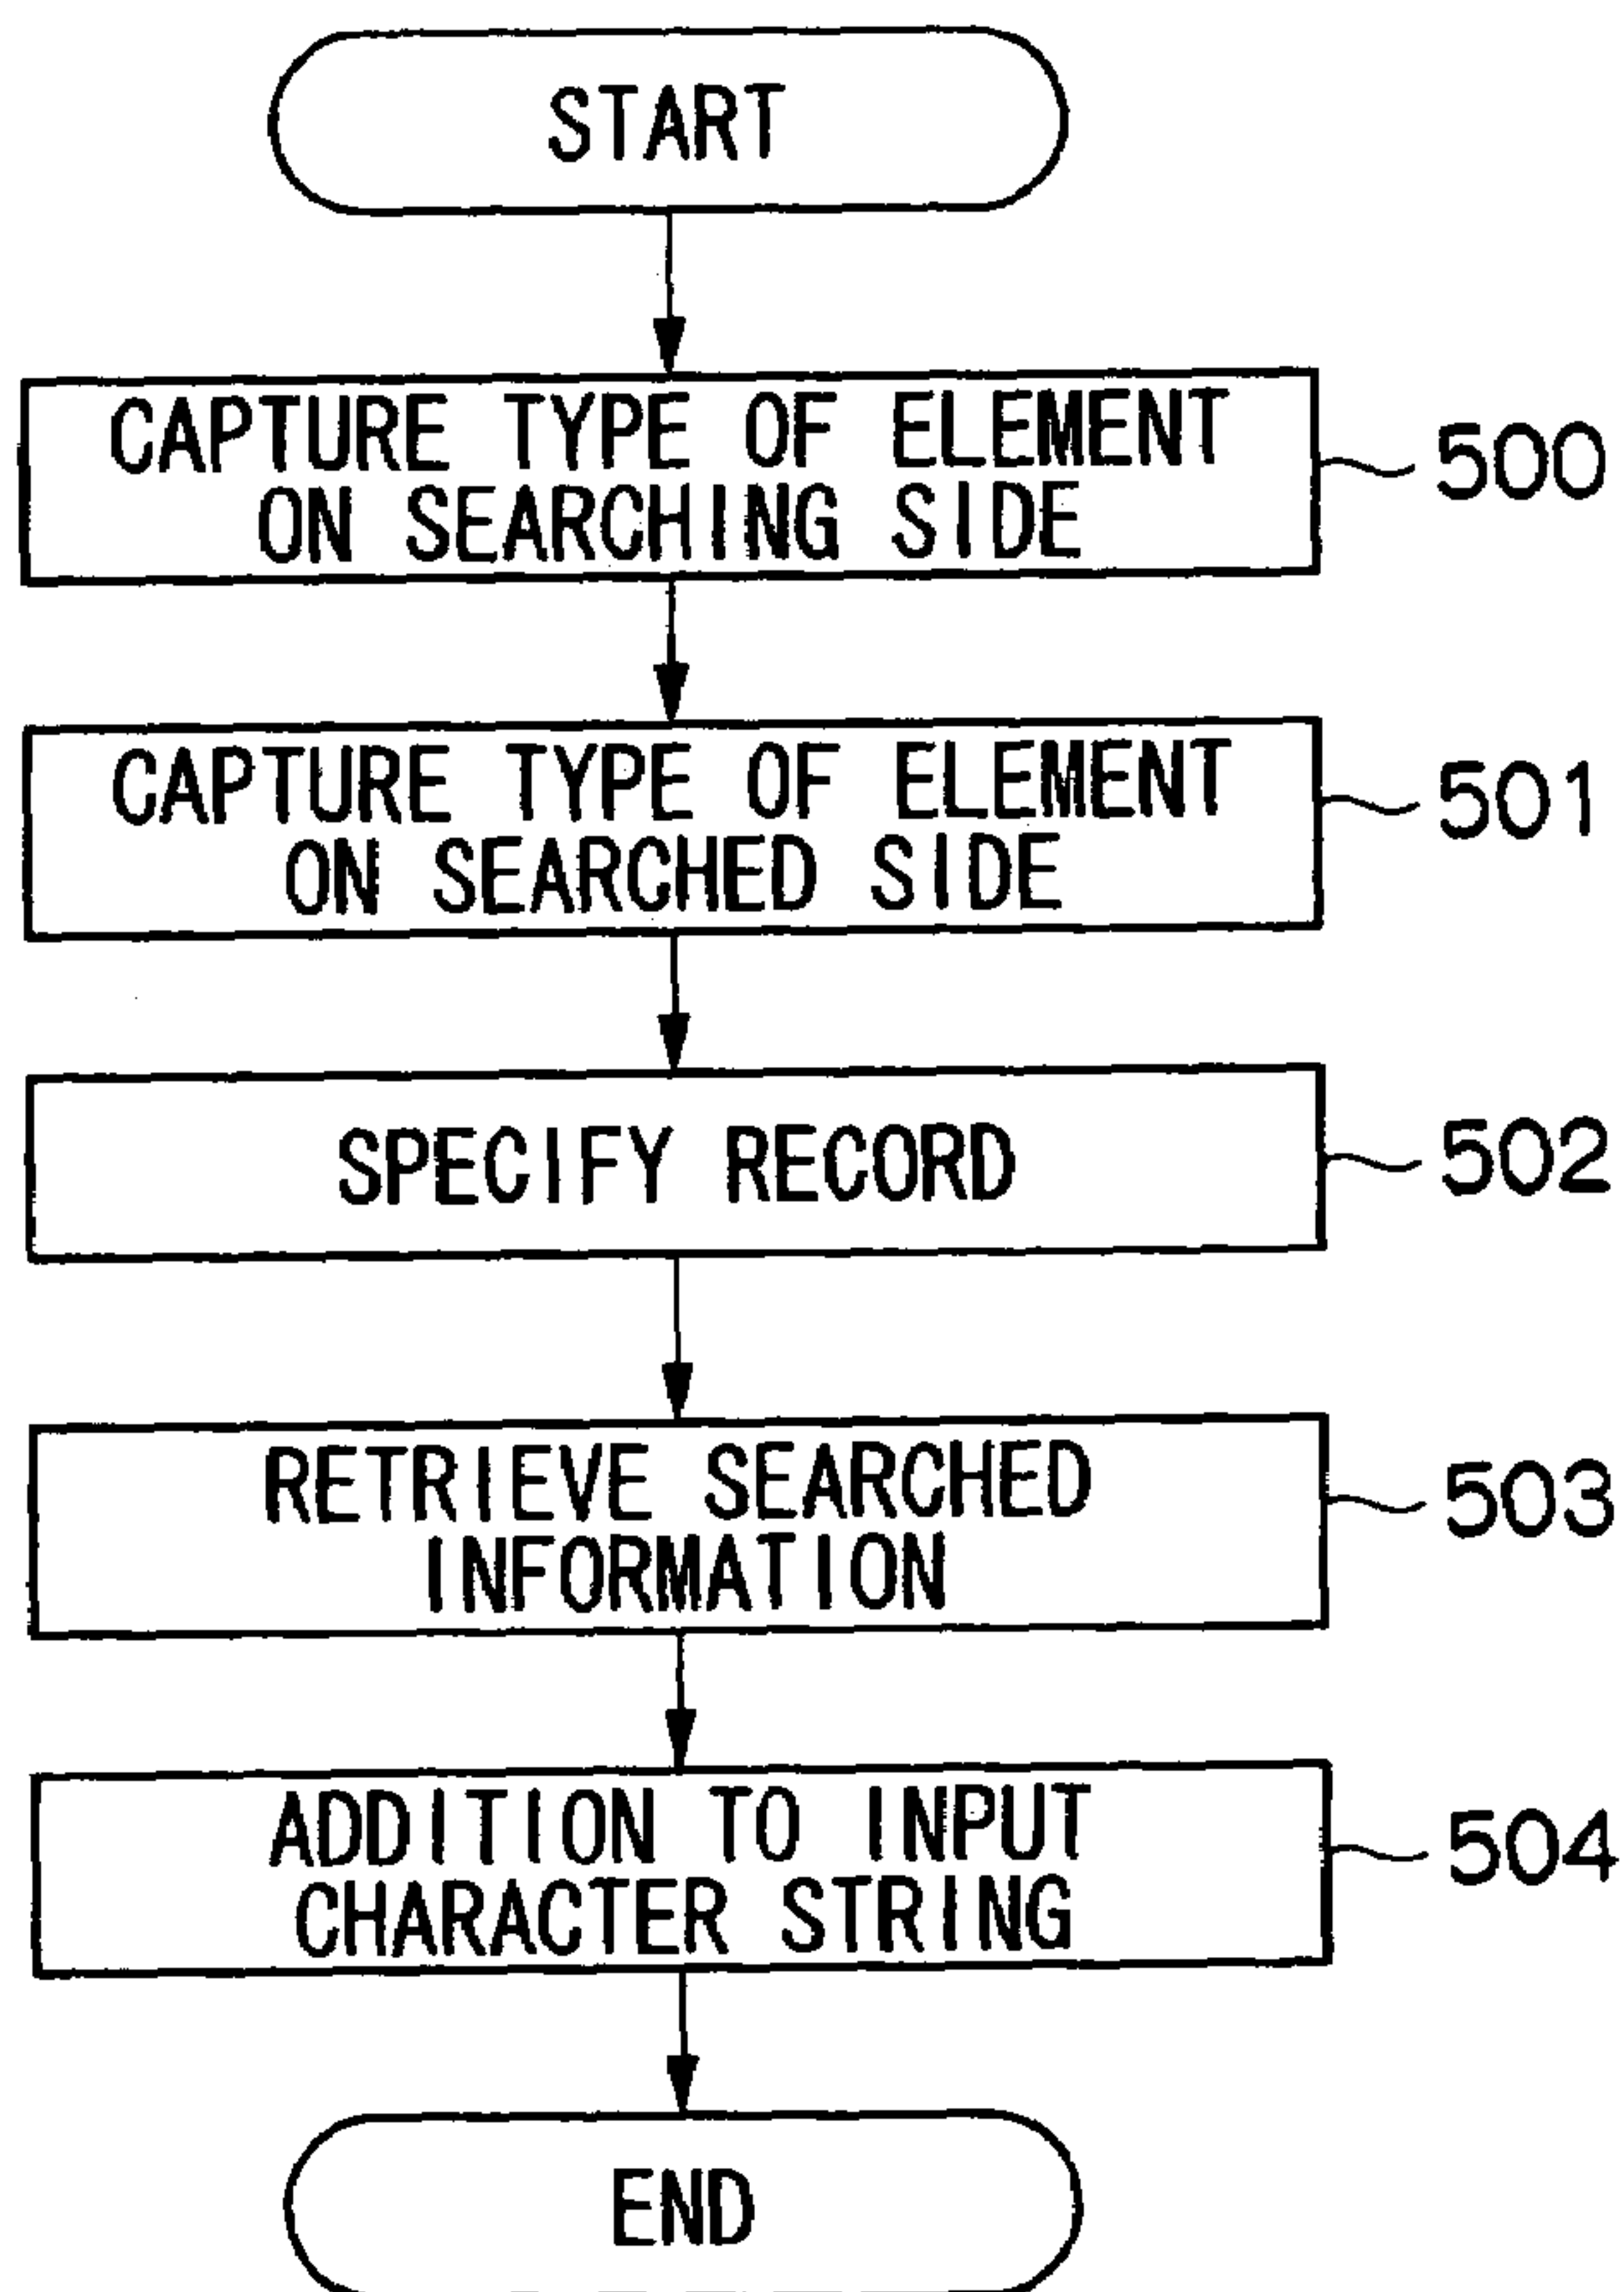 START
CAPTURE TYPE OF ELEMENT
ON SEARCHING SIDE
500
CAPTURE TYPE OF ELEMENT
ON SEARCHED SIDE
501
SPECIFY RECORD
502
RETRIEVE SEARCHED
INFORMATION
503
ADDITION TO INPUT
CHARACTER STRING
504
END